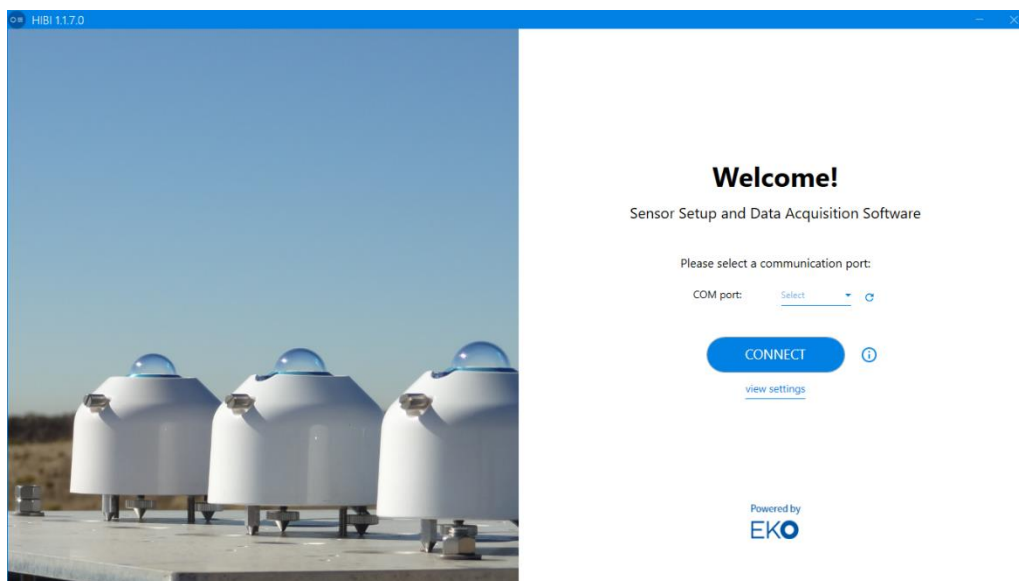 HIBI 1.1.7.0
Welcome!
Sensor Setup and Data Acquisition Software
Please select a communication port:
COM port: Select
CONNECT
view settings
Powered by
EKO